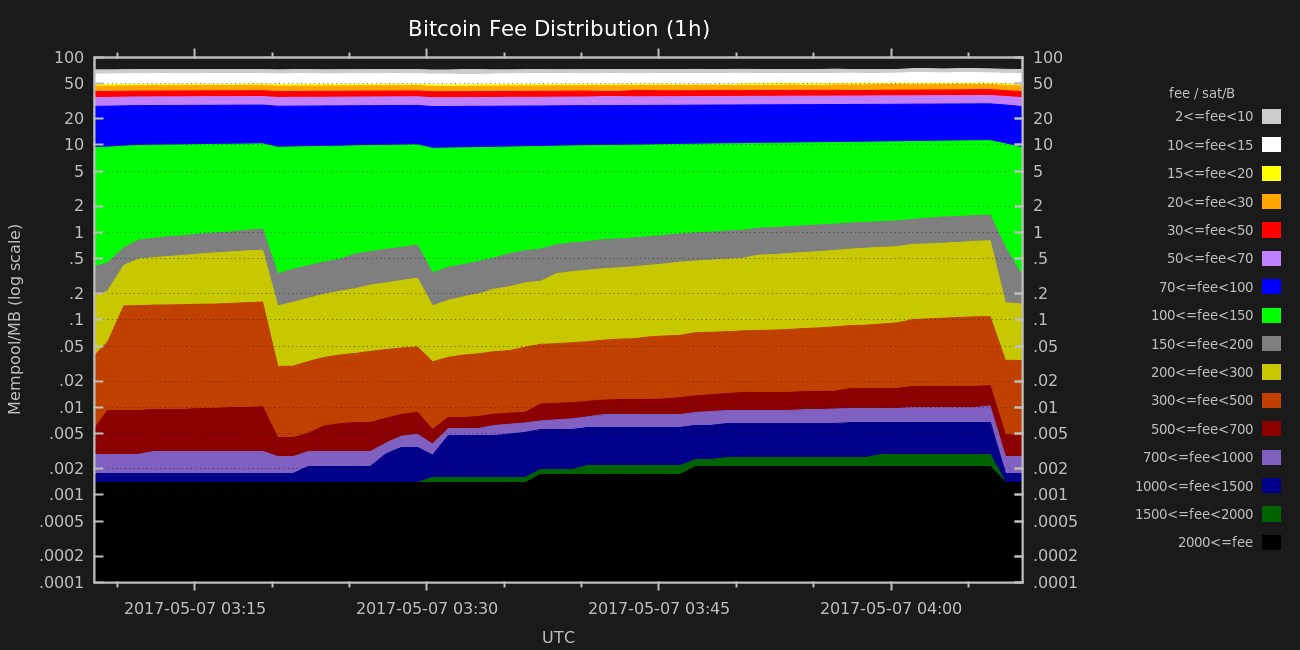 Bitcoin Fee Distribution (1h)
100
50
20
10
5
2
1
.5
.2
.1
.05
.02
.01
.005
.002
.001
.0005
.0002
.0001
Mempool/MB (log scale)
100
50
20
10
5
2
1
.5
.2
.1
.05
.02
.01
.005
.002
.001
.0005
.0002
.0001
2017-05-07 03:15
2017-05-07 03:30
2017-05-07 03:45
2017-05-07 04:00
UTC
fee / sat/B
2<=fee<10
10<=fee<15
15<=fee<20
20<=fee<30
30<=fee<50
50<=fee<70
70<=fee<100
100<=fee<150
150<=fee<200
200<=fee<300
300<=fee<500
500<=fee<700
700<=fee<1000
1000<=fee<1500
1500<=fee<2000
2000<=fee